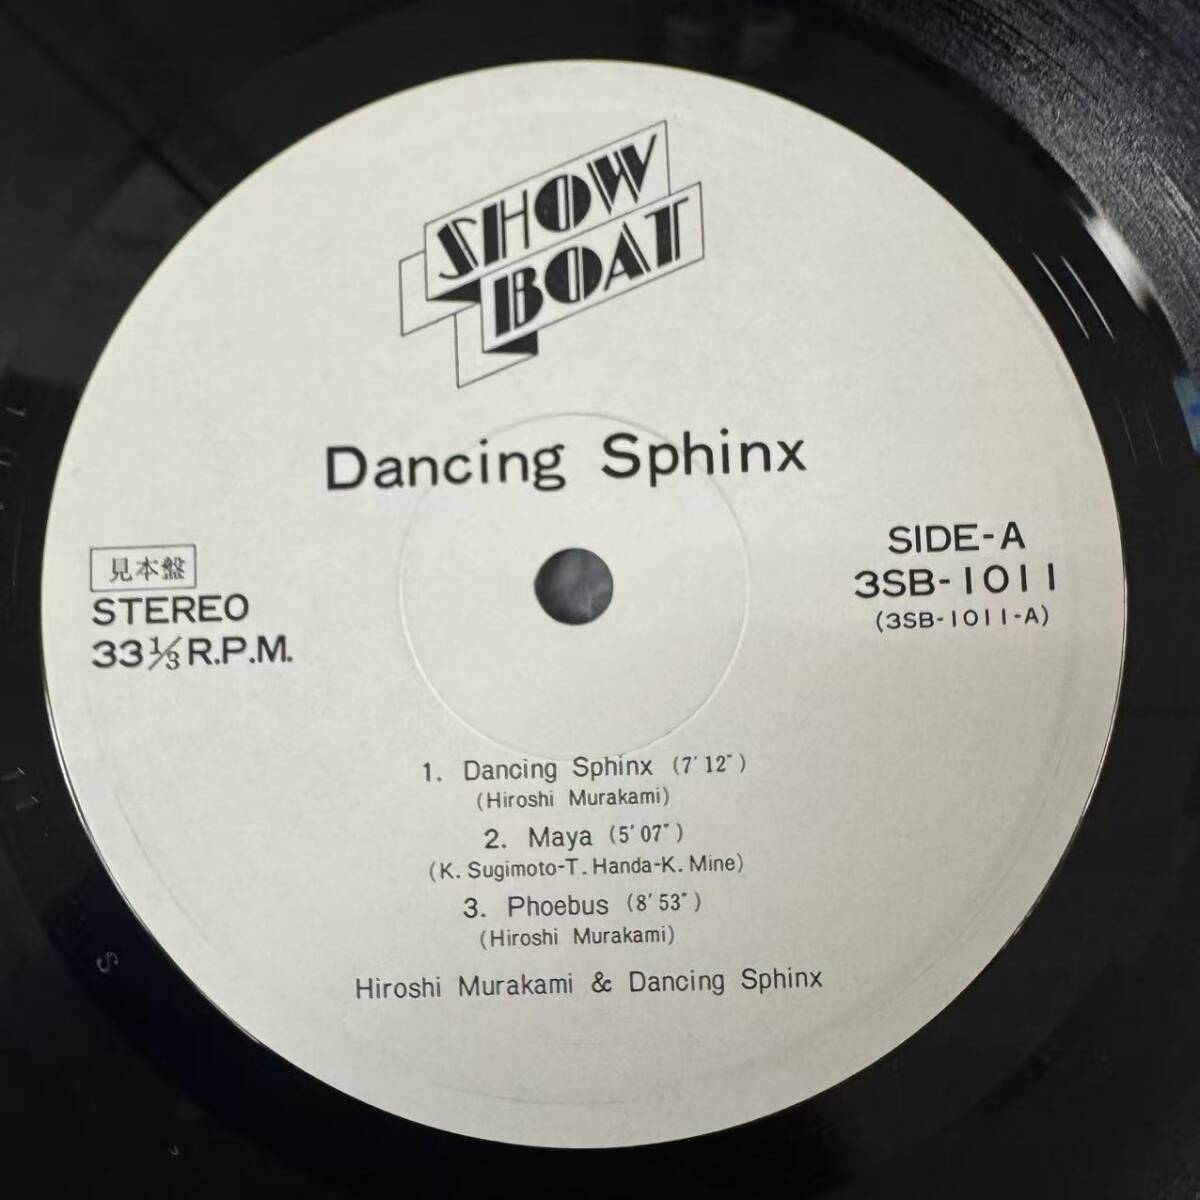 SHOW
BOAT
Dancing Sphinx
見本盤
STEREO
33 1/3 R.P.M.
SIDE-A
3SB-1011
(3SB-1011-A)
1. Dancing Sphinx (7'12")
(Hiroshi Murakami)
2. Maya (5'07")
(K. Sugimoto-T. Handa-K. Mine)
3. Phoebus (8'53")
(Hiroshi Murakami)
Hiroshi Murakami & Dancing Sphinx